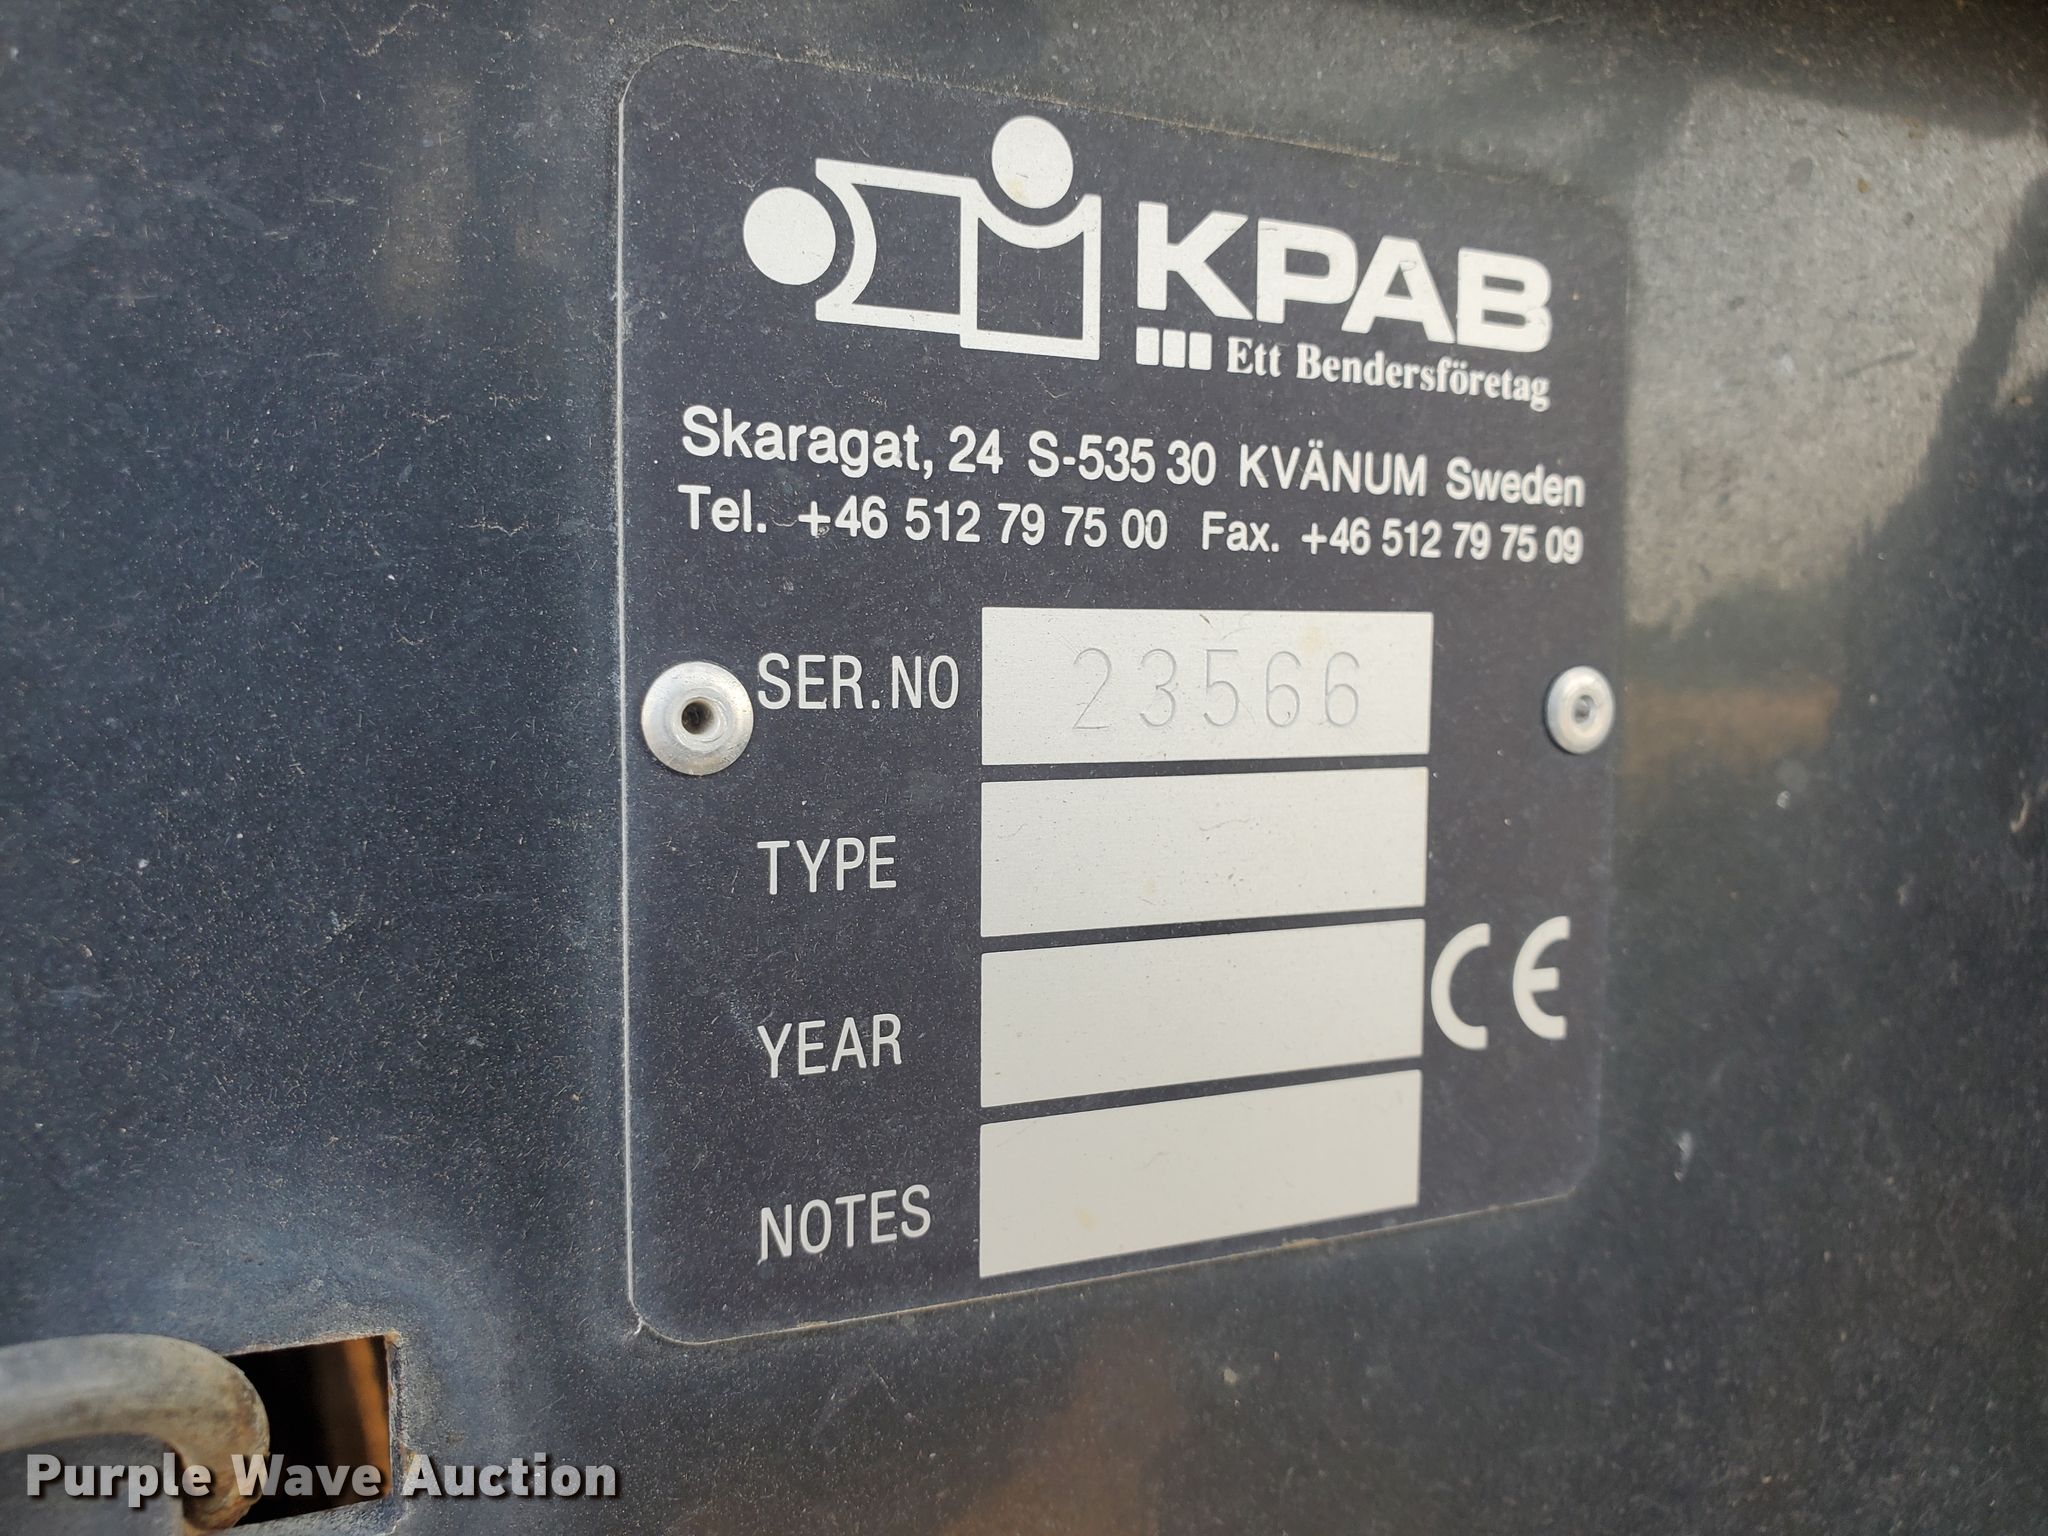 KPAB
Ett Bendersföretag
Skaragat, 24 S-535 30 KVÄNUM Sweden
Tel. +46 512 79 75 00 Fax. +46 512 79 75 09
SER.NO 23566
TYPE
YEAR
CE
NOTES
Purple Wave Auction